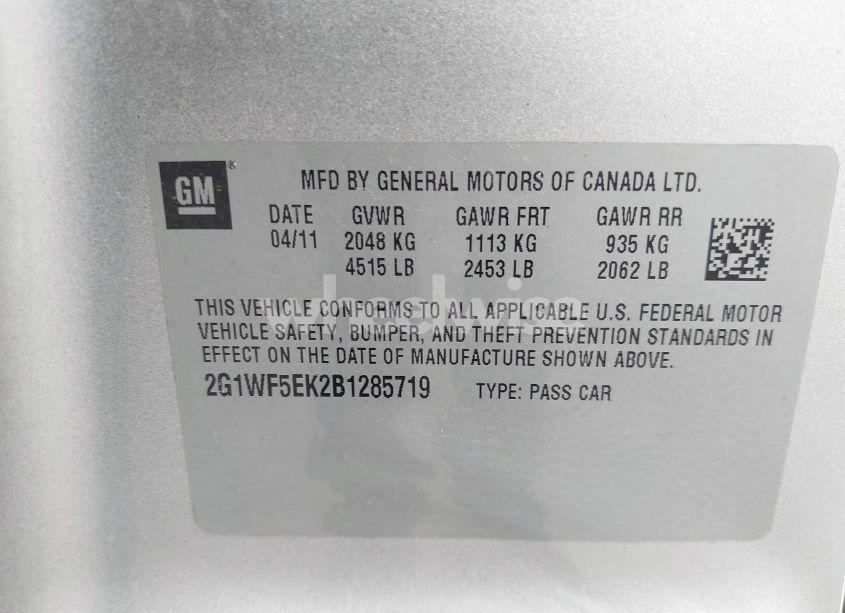 GM®
MFD BY GENERAL MOTORS OF CANADA LTD.
DATE GVWR GAWR FRT GAWR RR
04/11 2048 KG 1113 KG 935 KG
4515 LB 2453 LB 2062 LB
THIS VEHICLE CONFORMS TO ALL APPLICABLE U.S. FEDERAL MOTOR
VEHICLE SAFETY, BUMPER, AND THEFT PREVENTION STANDARDS IN
EFFECT ON THE DATE OF MANUFACTURE SHOWN ABOVE.
2G1WF5EK2B1285719 TYPE: PASS CAR